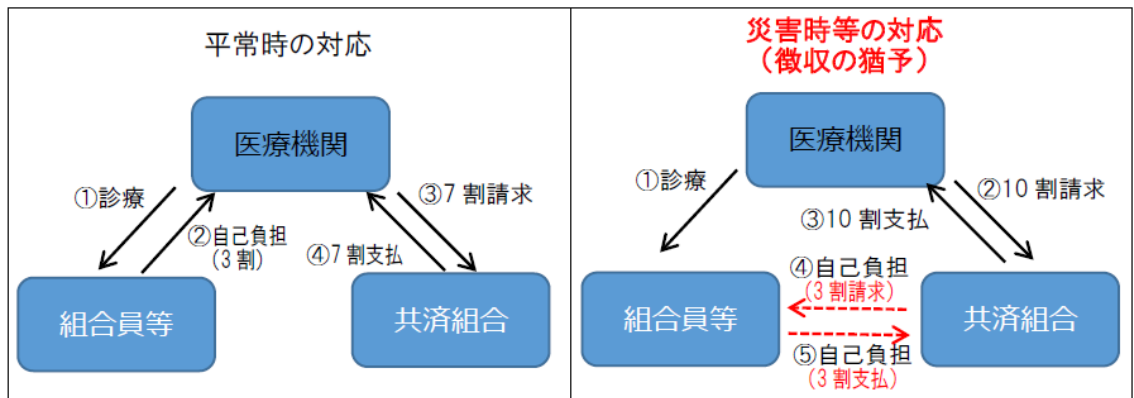 平常時の対応
医療機関
①診療
②自己負担
(3割)
③7割請求
④7割支払
組合員等
共済組合
災害時等の対応
（徴収の猶予）
医療機関
①診療
②10割請求
③10割支払
④自己負担
(3割請求)
組合員等
共済組合
⑤自己負担
(3割支払)